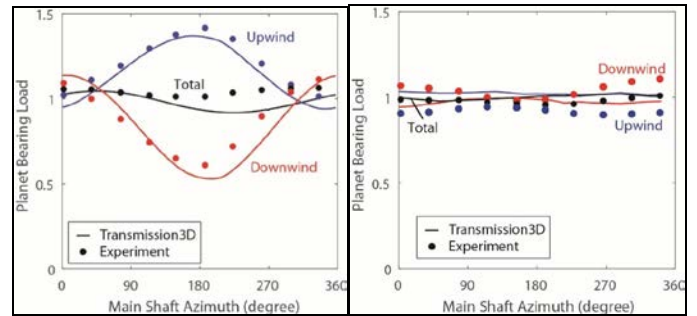 1.5
1
0.5
0
Planet Bearing Load
Upwind
Total
Downwind
Transmission3D
Experiment
0 90 180 270 360
Main Shaft Azimuth (degree)
1.5
1
0.5
0
Planet Bearing Load
Downwind
Total
Upwind
Transmission3D
Experiment
0 90 180 270 360
Main Shaft Azimuth (degree)